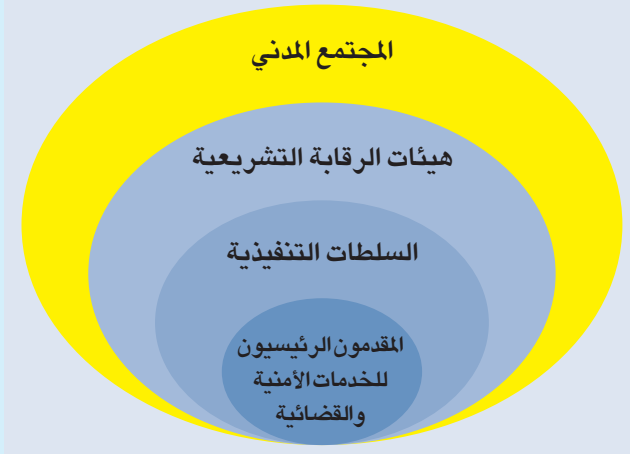 المجتمع المدني
هيئات الرقابة التشريعية
السلطات التنفيذية
المقدمون الرئيسيون
للخدمات الأمنية
والقضائية